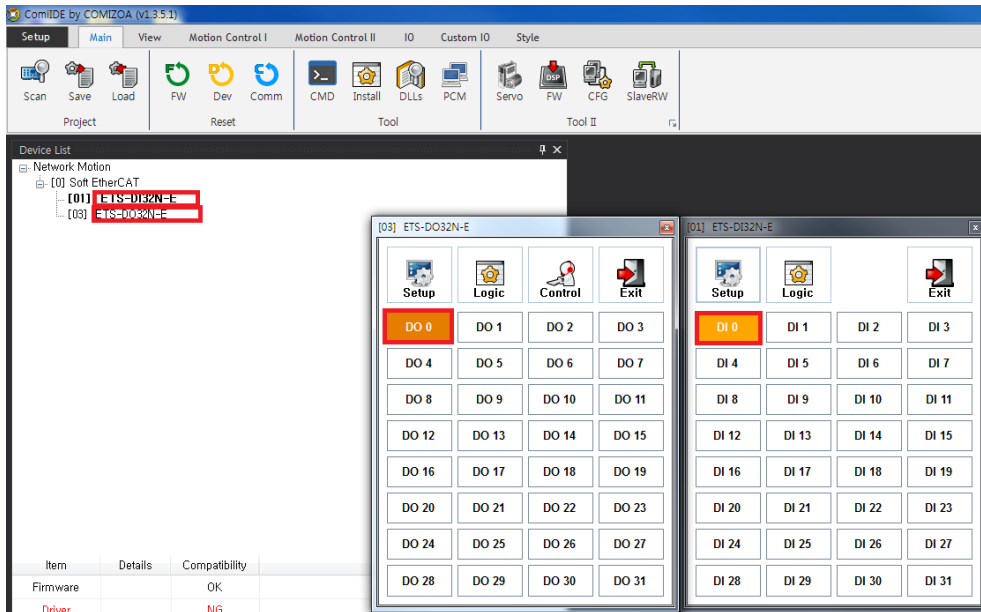 ComiIDE by COMIZOA (v1.3.5.1)
Setup Main View Motion Control I Motion Control II IO Custom IO Style
Scan Save Load FW Dev Comm CMD Install DLLs PCM Servo FW CFG SlaveRW
Project Reset Tool Tool II
Device List
Network Motion
[0] Soft EtherCAT
[01] ETS-DI32N-E
[03] ETS-DO32N-E
[03] ETS-DO32N-E
Setup Logic Control Exit
DO 0 DO 1 DO 2 DO 3
DO 4 DO 5 DO 6 DO 7
DO 8 DO 9 DO 10 DO 11
DO 12 DO 13 DO 14 DO 15
DO 16 DO 17 DO 18 DO 19
DO 20 DO 21 DO 22 DO 23
DO 24 DO 25 DO 26 DO 27
DO 28 DO 29 DO 30 DO 31
[01] ETS-DI32N-E
Setup Logic Exit
DI 0 DI 1 DI 2 DI 3
DI 4 DI 5 DI 6 DI 7
DI 8 DI 9 DI 10 DI 11
DI 12 DI 13 DI 14 DI 15
DI 16 DI 17 DI 18 DI 19
DI 20 DI 21 DI 22 DI 23
DI 24 DI 25 DI 26 DI 27
DI 28 DI 29 DI 30 DI 31
Item Details Compatibility
Firmware OK
Driver NG